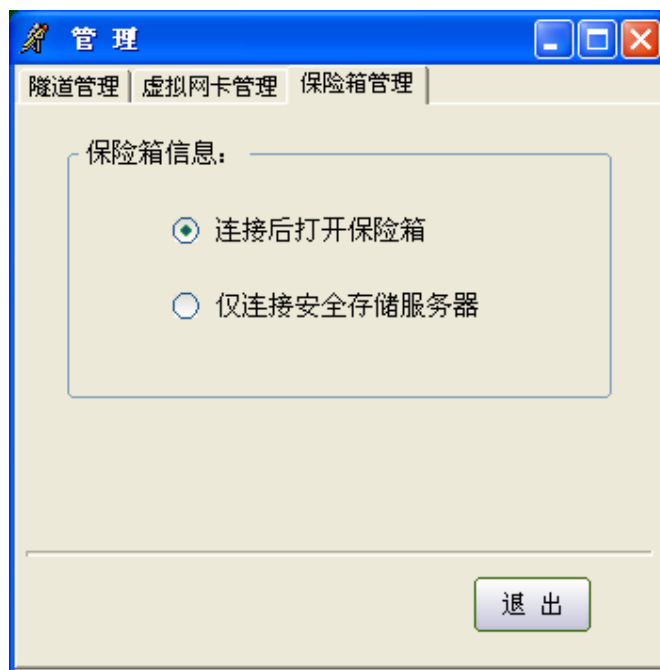 管 理
隧道管理 虚拟网卡管理 保险箱管理
保险箱信息：
连接后打开保险箱
仅连接安全存储服务器
退 出